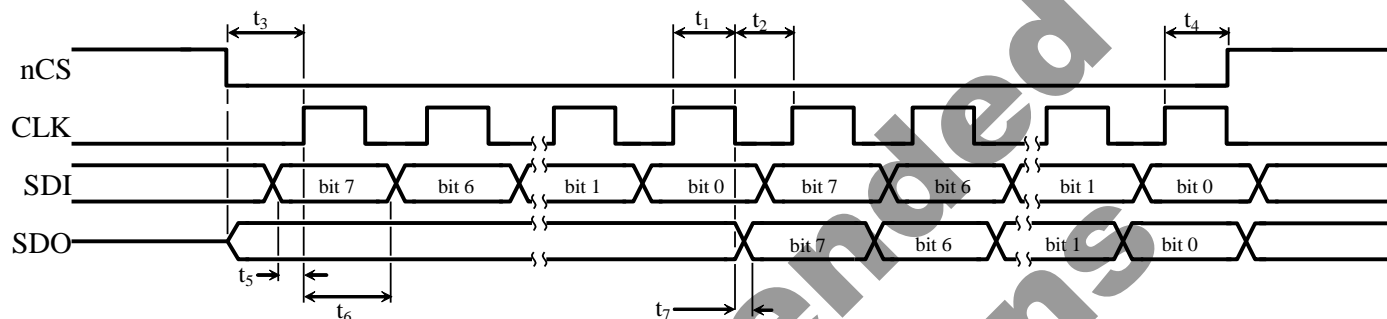 t3 t1 t2 t4
nCS
CLK
SDI bit 7 bit 6 bit 1 bit 0 bit 7 bit 6 bit 1 bit 0
SDO bit 7 bit 6 bit 1 bit 0
t5
t6 t7
ended